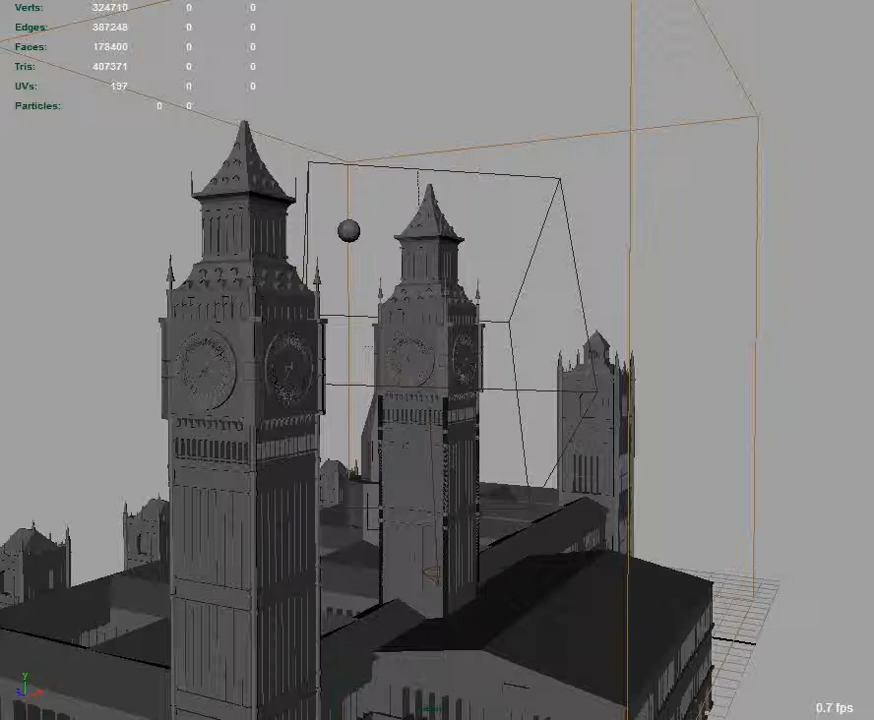 Verts: 324710 0 0
Edges: 387248 0 0
Faces: 178400 0 0
Tris: 407371 0 0
UVs: 197 0 0
Particles: 0 0
y
0.7 fps